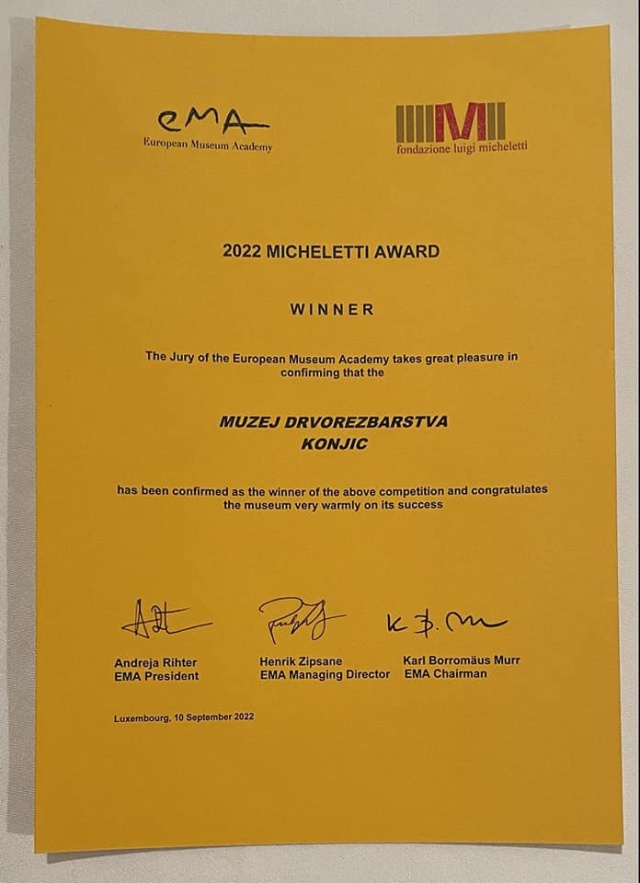 eMA
European Museum Academy
M
fondazione luigi micheletti
2022 MICHELETTI AWARD
WINNER
The Jury of the European Museum Academy takes great pleasure in
confirming that the
MUZEJ DRVOREZBARSTVA
KONJIC
has been confirmed as the winner of the above competition and congratulates
the museum very warmly on its success
K B.
Andreja Rihter
EMA President
Henrik Zipsane
EMA Managing Director
Karl Borromäus Murr
EMA Chairman
Luxembourg, 10 September 2022